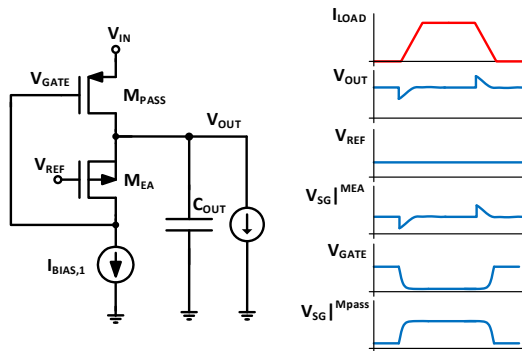 V_IN
V_GATE
M_PASS
V_OUT
V_REF
M_EA
C_OUT
I_BIAS,1
I_LOAD
V_OUT
V_REF
V_SG|^MEA
V_GATE
V_SG|^Mpass